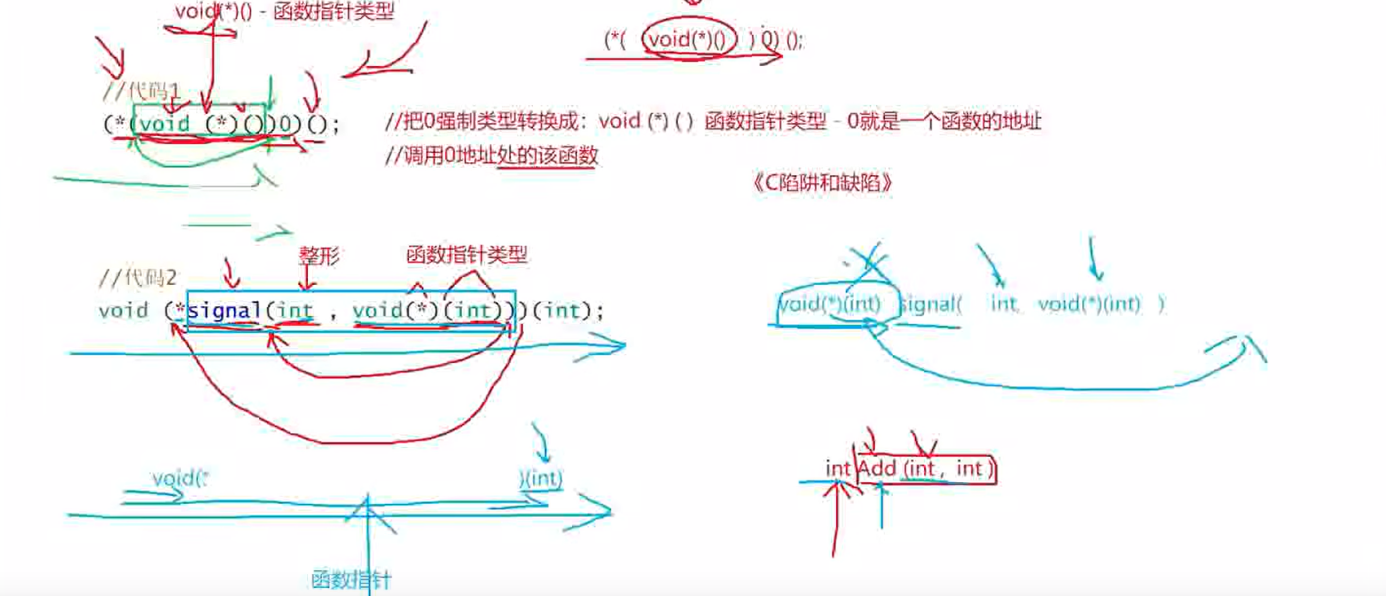 void(*)() - 函数指针类型
(*( void(*)() ) 0) ();
//代码1
(*(void (*)())0)();
//把0强制类型转换成：void (*) ( ) 函数指针类型 - 0就是一个函数的地址
//调用0地址处的该函数
《C陷阱和缺陷》
整形
函数指针类型
//代码2
void (*signal(int , void(*)(int)))(int);
void(*)(int) signal( int, void(*)(int) )
void(*
)(int)
int Add (int, int)
函数指针